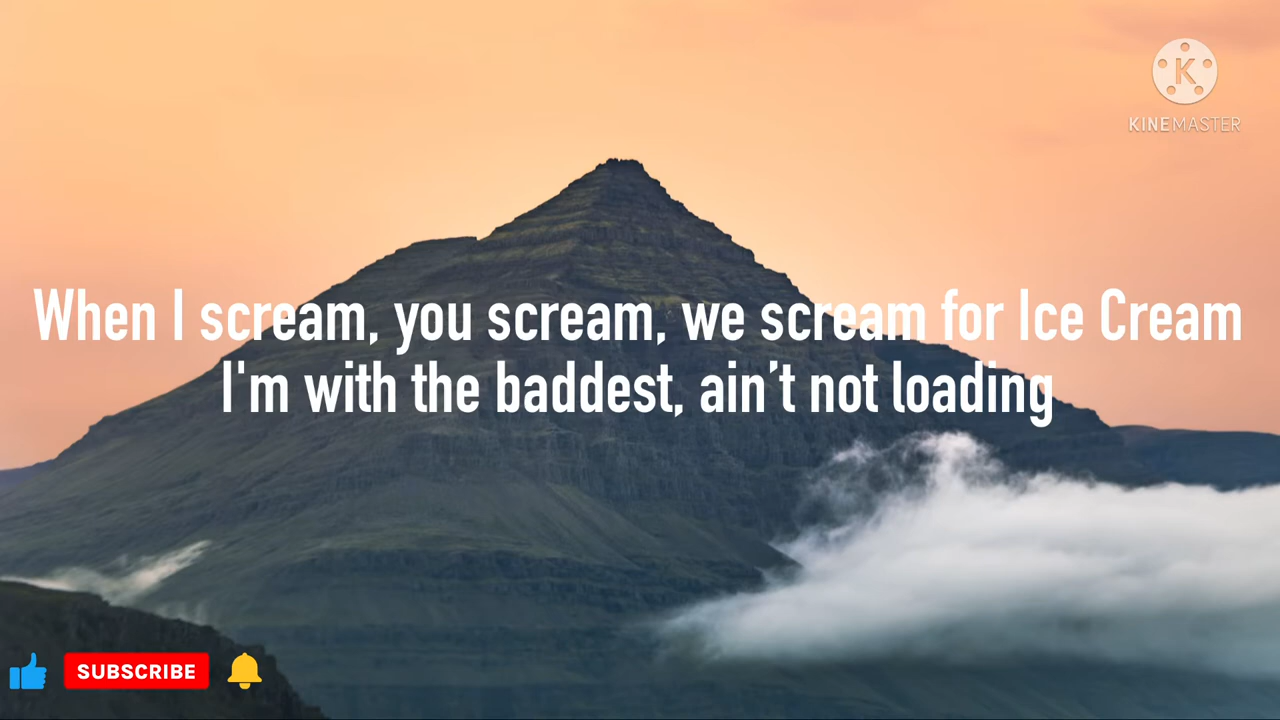 K
KINEMASTER
When I scream, you scream, we scream for Ice Cream
I'm with the baddest, ain’t not loading
SUBSCRIBE